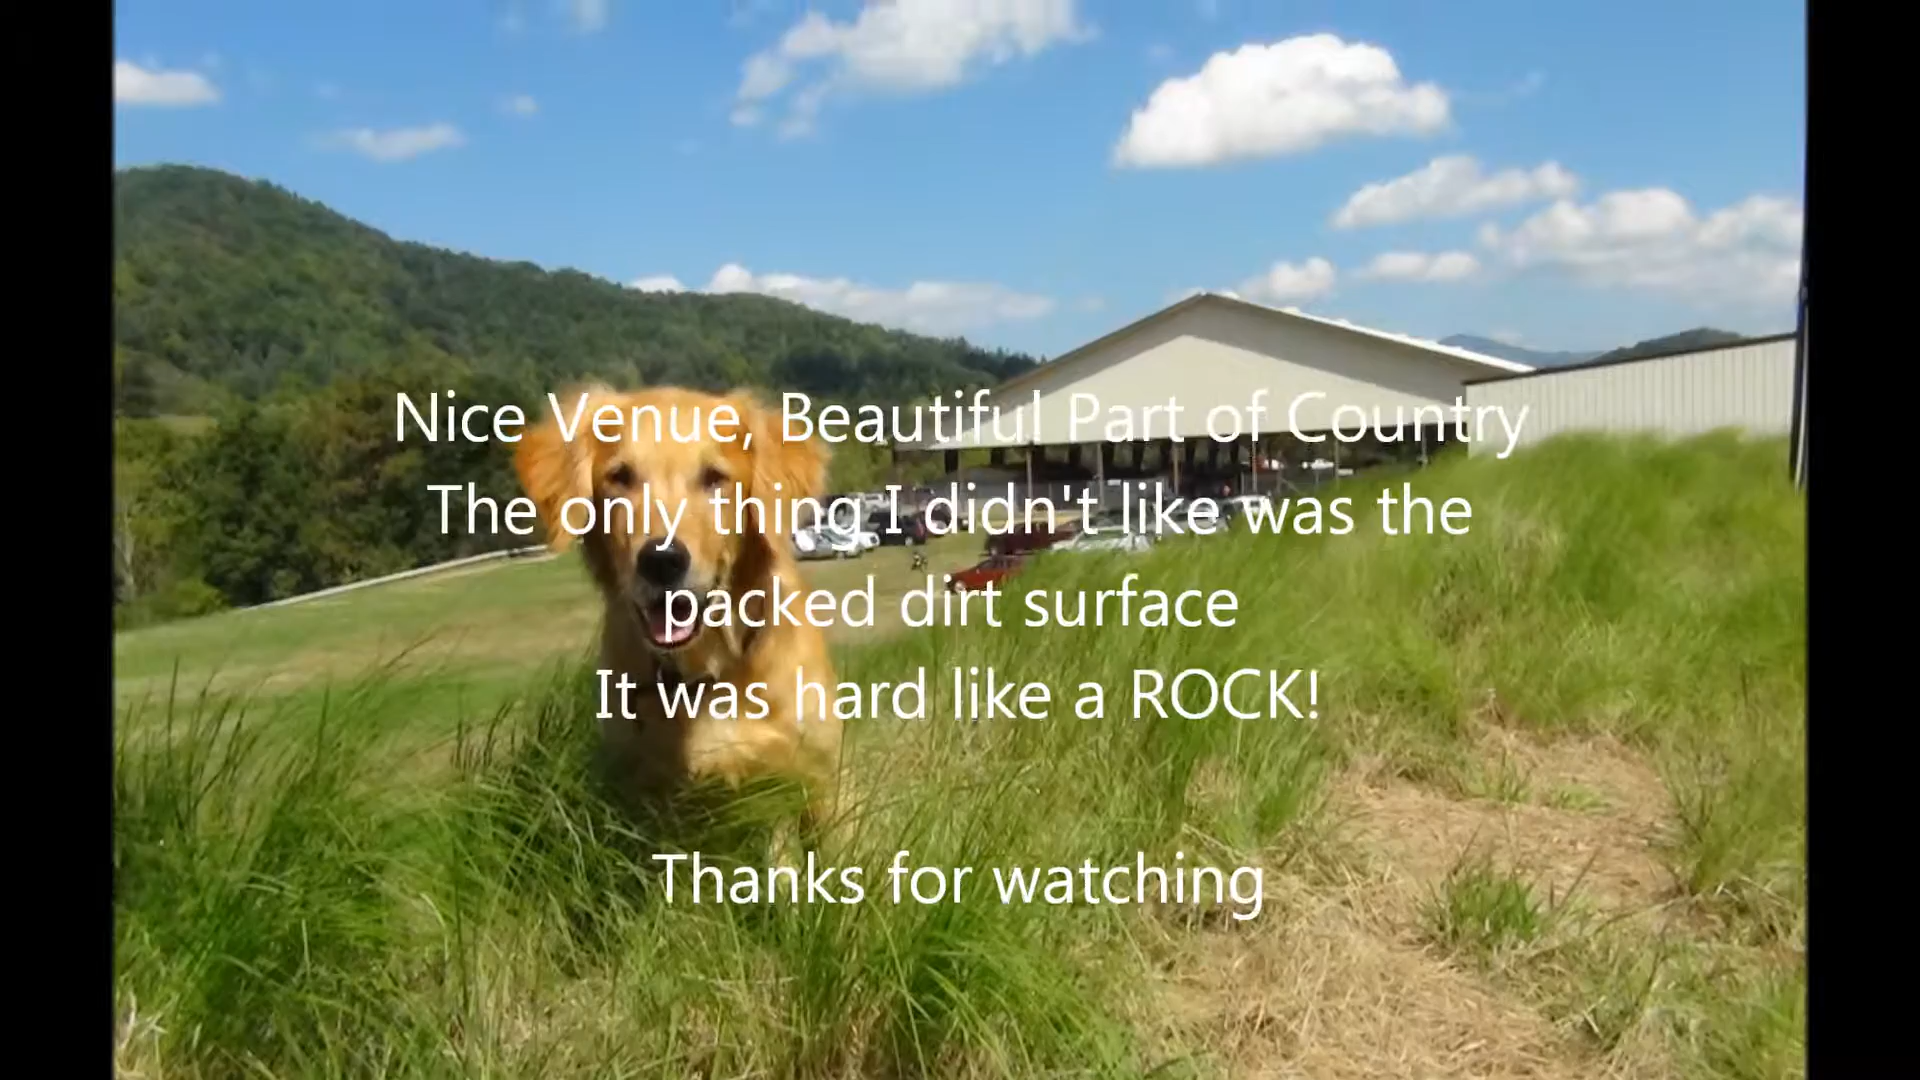 Nice Venue, Beautiful Part of Country
The only thing I didn't like was the
packed dirt surface
It was hard like a ROCK!
Thanks for watching